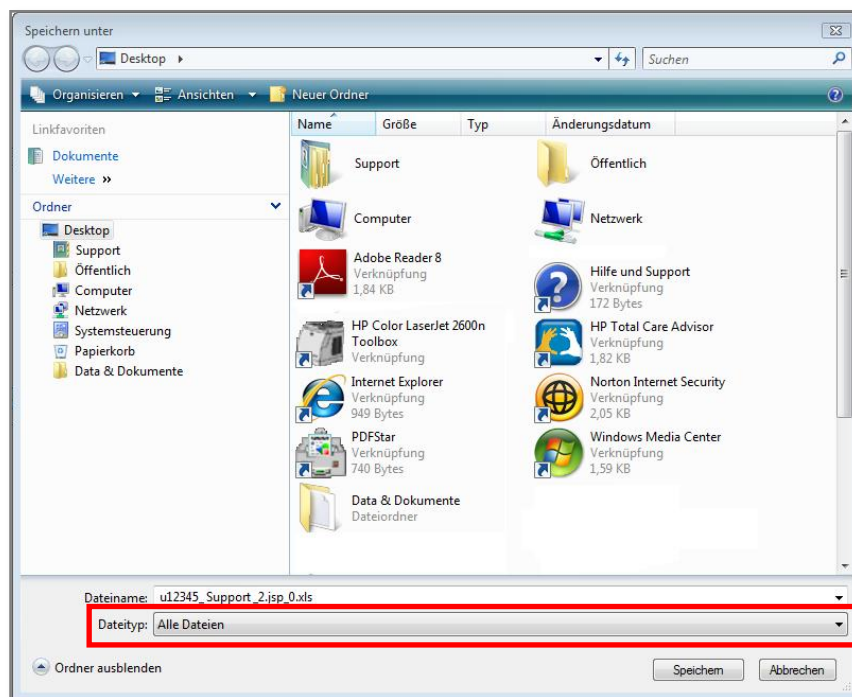 Speichern unter
Desktop
Suchen
Organisieren Ansichten Neuer Ordner
Linkfavoriten
Dokumente
Weitere »
Ordner
Desktop
Support
Öffentlich
Computer
Netzwerk
Systemsteuerung
Papierkorb
Data & Dokumente
Name Größe Typ Änderungsdatum
Support
Öffentlich
Computer
Netzwerk
Adobe Reader 8
Verknüpfung
1,84 KB
Hilfe und Support
Verknüpfung
172 Bytes
HP Color LaserJet 2600n
Toolbox
Verknüpfung
HP Total Care Advisor
Verknüpfung
1,82 KB
Internet Explorer
Verknüpfung
949 Bytes
Norton Internet Security
Verknüpfung
2,05 KB
PDFStar
Verknüpfung
740 Bytes
Windows Media Center
Verknüpfung
1,59 KB
Data & Dokumente
Dateiordner
Dateiname: u12345_ Support _2.jsp_0.xls
Dateityp: Alle Dateien
Ordner ausblenden
Speichern Abbrechen